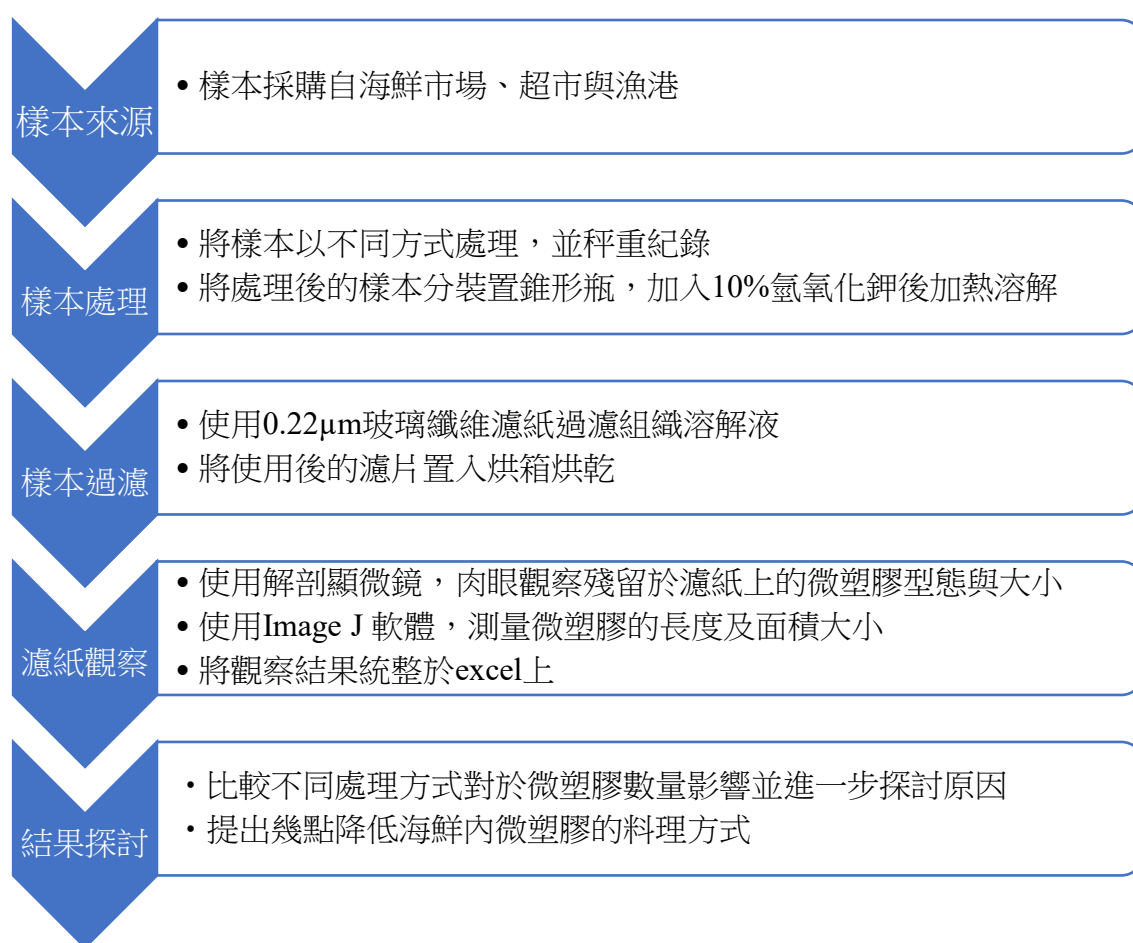 樣本來源
•樣本採購自海鮮市場、超市與漁港
樣本處理
•將樣本以不同方式處理，並秤重紀錄
•將處理後的樣本分裝置錐形瓶，加入10%氫氧化鉀後加熱溶解
樣本過濾
•使用0.22µm玻璃纖維濾紙過濾組織溶解液
•將使用後的濾片置入烘箱烘乾
濾紙觀察
•使用解剖顯微鏡，肉眼觀察殘留於濾紙上的微塑膠型態與大小
•使用Image J 軟體，測量微塑膠的長度及面積大小
•將觀察結果統整於excel上
結果探討
・比較不同處理方式對於微塑膠數量影響並進一步探討原因
・提出幾點降低海鮮內微塑膠的料理方式